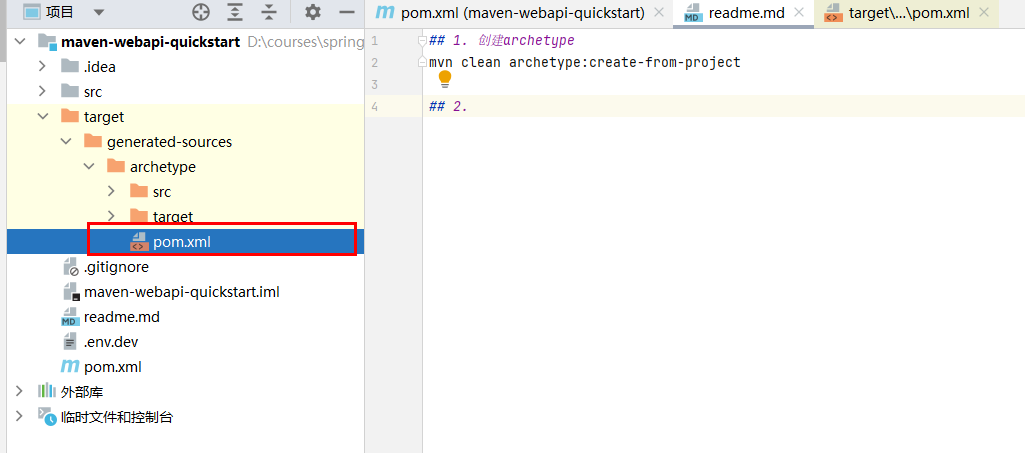 项目
maven-webapi-quickstart D:\courses\spring
.idea
src
target
generated-sources
archetype
src
target
pom.xml
.gitignore
maven-webapi-quickstart.iml
readme.md
.env.dev
pom.xml
外部库
临时文件和控制台
pom.xml (maven-webapi-quickstart)
readme.md
target\...\pom.xml
1 ## 1. 创建archetype
2 mvn clean archetype:create-from-project
3
4 ## 2.